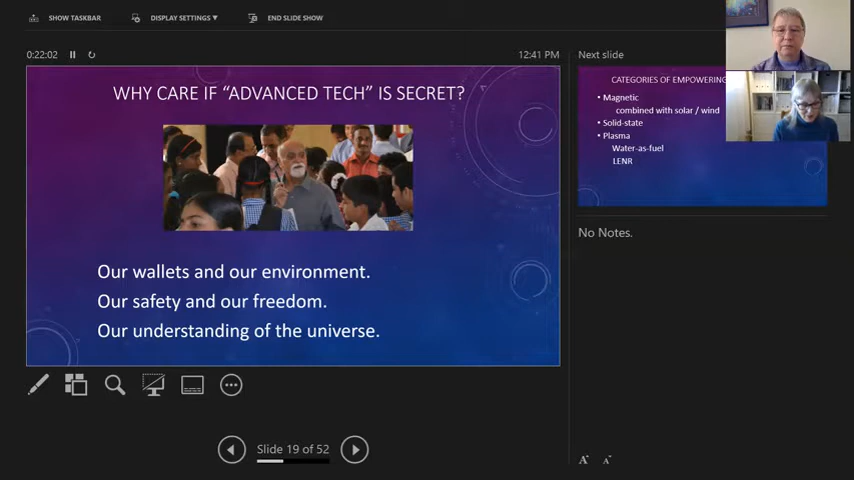 SHOW TASKBAR
DISPLAY SETTINGS ▼
END SLIDE SHOW
0:22:02
12:41 PM
WHY CARE IF “ADVANCED TECH” IS SECRET?
Our wallets and our environment.
Our safety and our freedom.
Our understanding of the universe.
Slide 19 of 52
Next slide
CATEGORIES OF EMPOWERING
• Magnetic
combined with solar / wind
• Solid-state
• Plasma
Water-as-fuel
LENR
No Notes.
A A